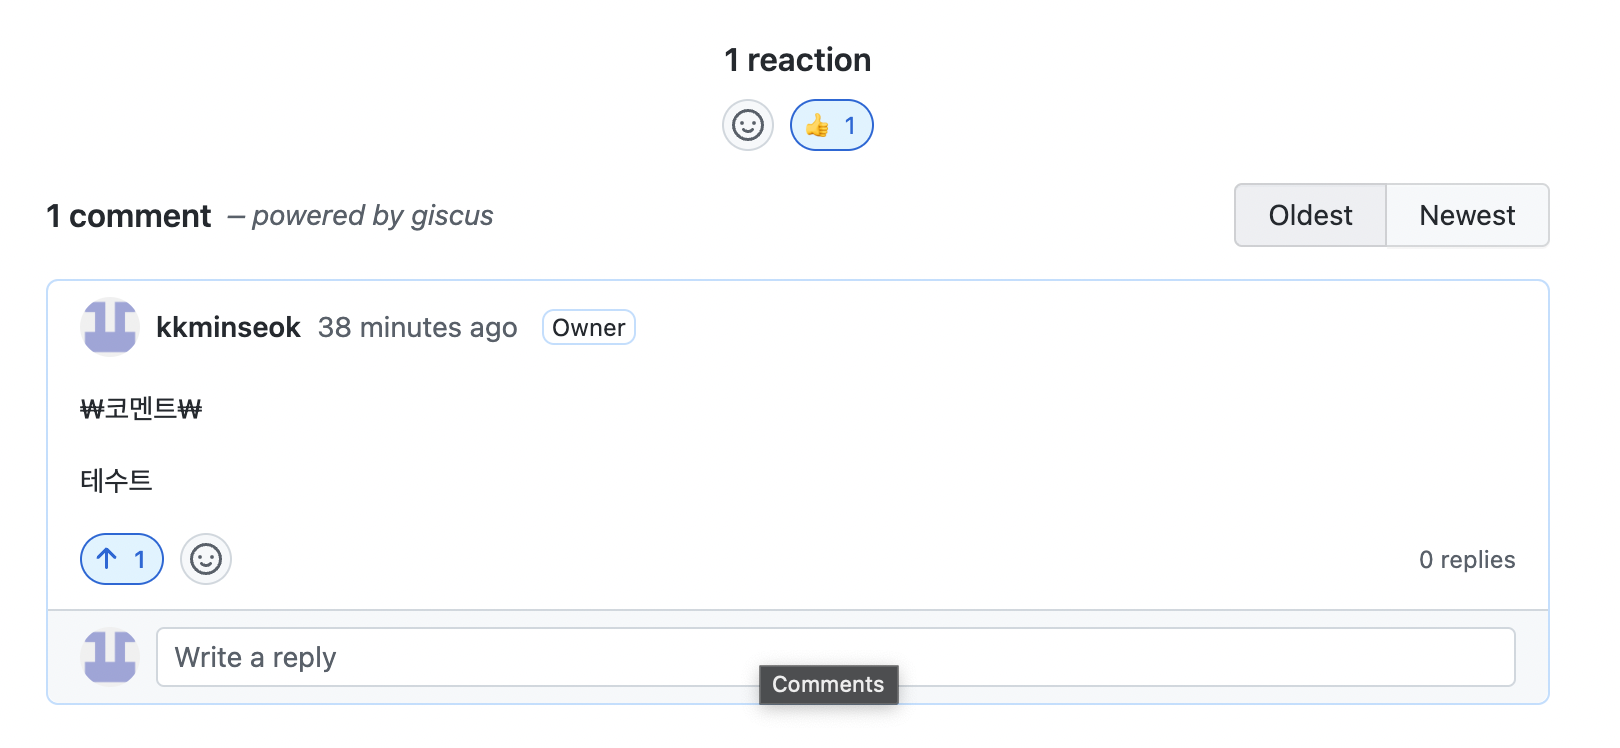 1 reaction
👍 1
1 comment – powered by giscus
Oldest Newest
kkminseok 38 minutes ago Owner
₩코멘트₩
테수트
↑ 1
0 replies
Write a reply
Comments